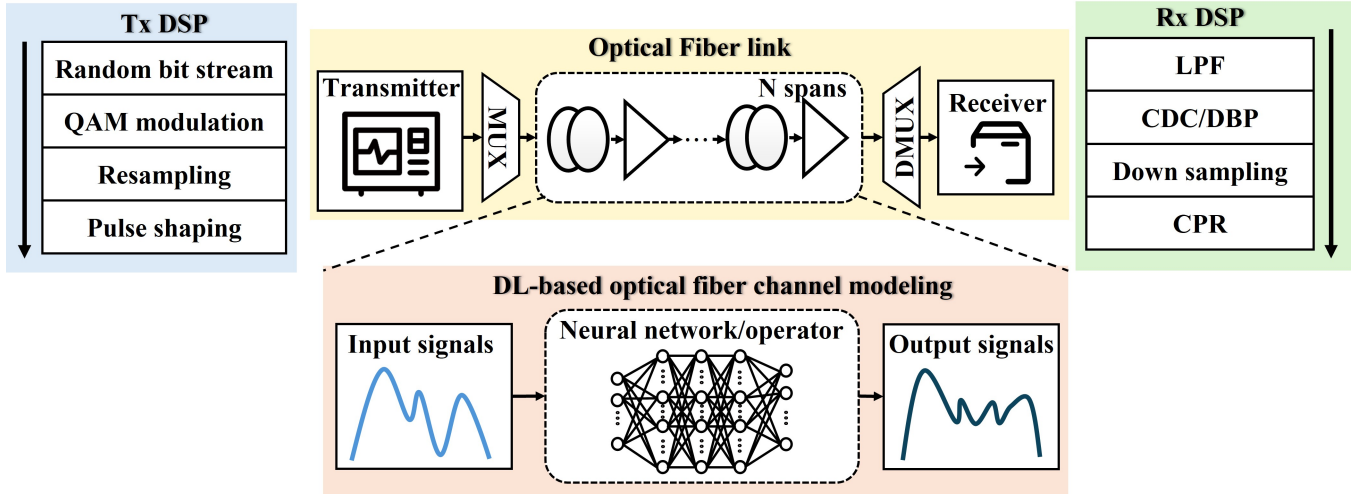 Tx DSP
Random bit stream
QAM modulation
Resampling
Pulse shaping
Optical Fiber link
Transmitter
MUX
N spans
DMUX
Receiver
Rx DSP
LPF
CDC/DBP
Down sampling
CPR
DL-based optical fiber channel modeling
Input signals
Neural network/operator
Output signals